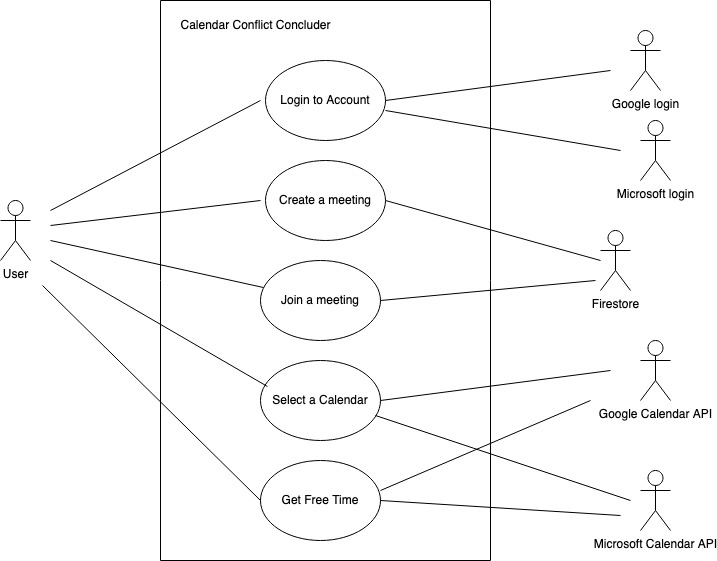 Calendar Conflict Concluder
Login to Account
Google login
Microsoft login
Create a meeting
User
Join a meeting
Firestore
Select a Calendar
Google Calendar API
Get Free Time
Microsoft Calendar API